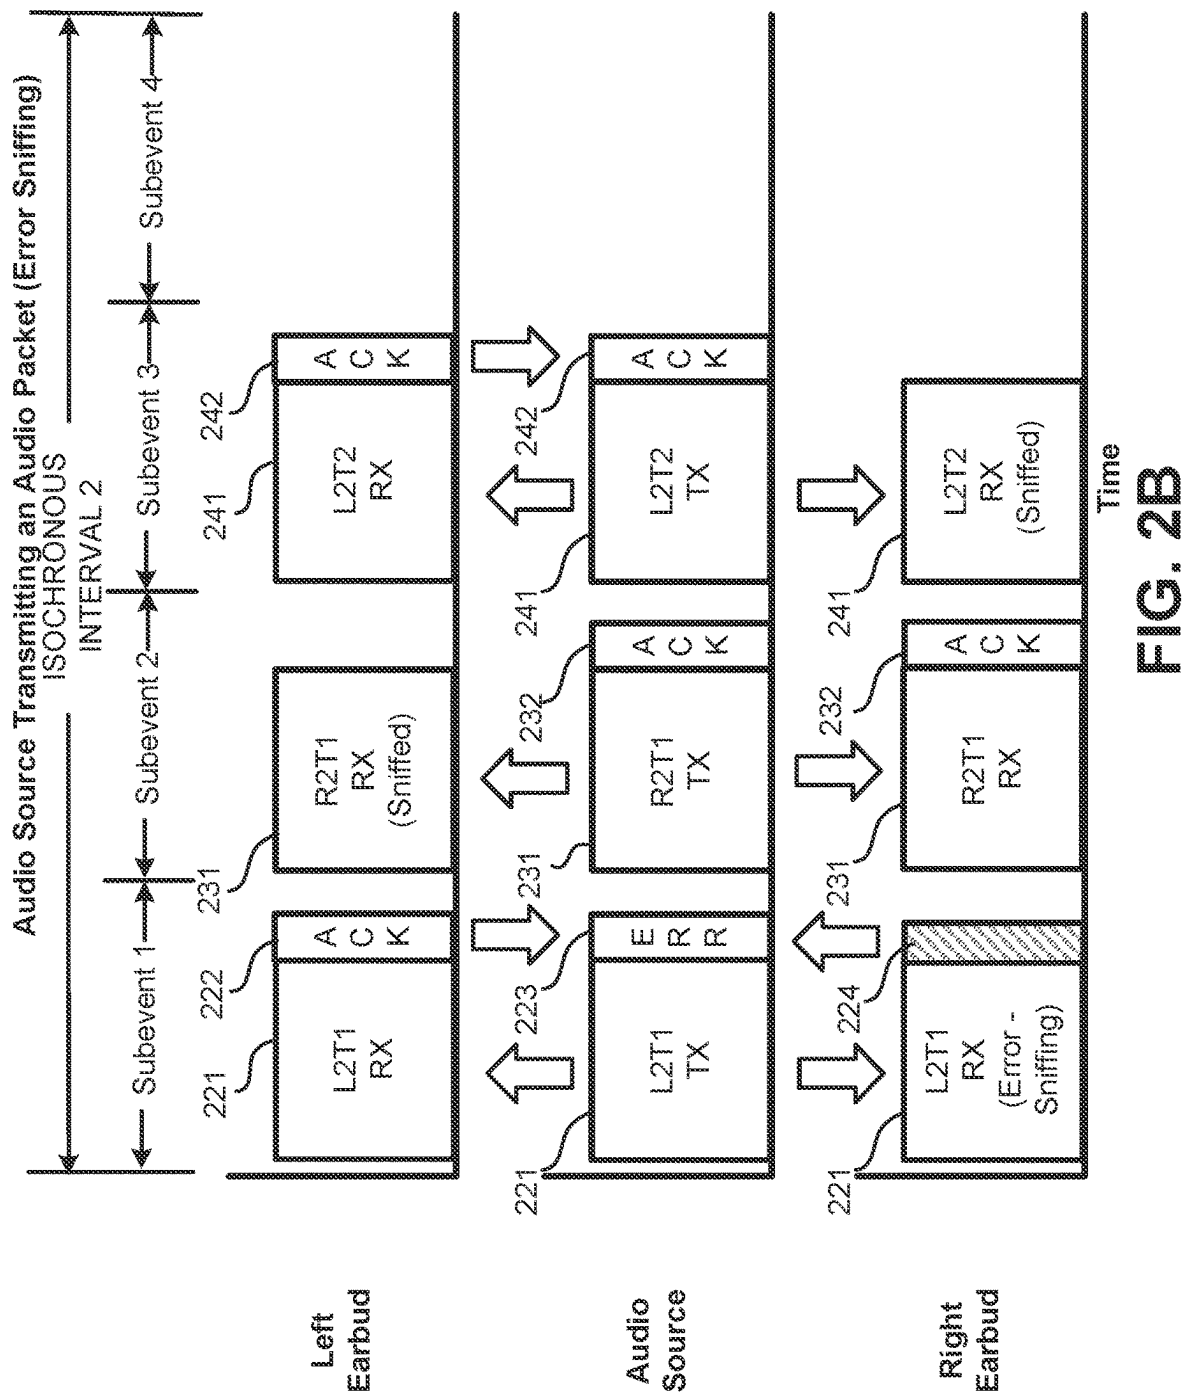 Audio Source Transmitting an Audio Packet (Error Sniffing)
ISOCHRONOUS
INTERVAL 2
Subevent 1
Subevent 2
Subevent 3
Subevent 4
Left
Earbud
221
222
231
241
242
L2T1
RX
A
C
K
R2T1
RX
(Sniffed)
L2T2
RX
A
C
K
Audio
Source
221
223
231
232
241
242
L2T1
TX
E
R
R
R2T1
TX
A
C
K
L2T2
TX
A
C
K
Right
Earbud
221
224
231
232
241
L2T1
RX
(Error -
Sniffing)
R2T1
RX
A
C
K
L2T2
RX
(Sniffed)
Time
FIG. 2B